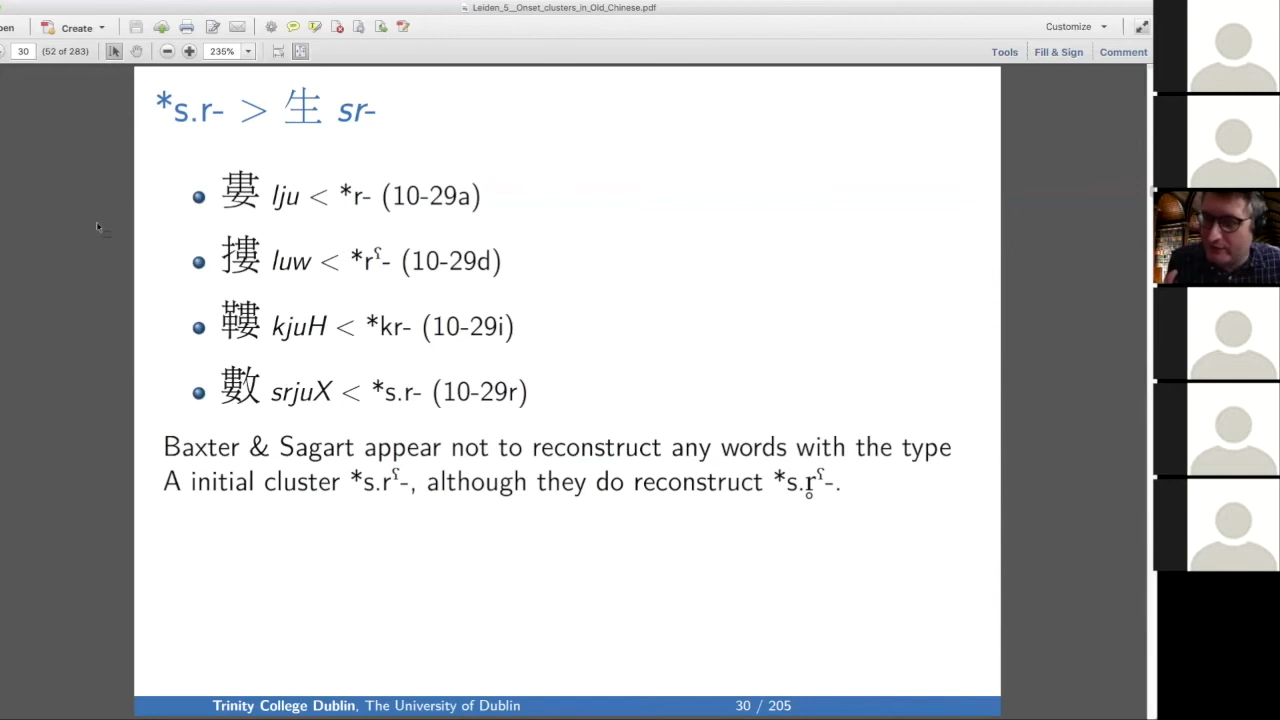 Leiden_5__Onset_clusters_in_Old_Chinese.pdf
pen Create Customize
30 (52 of 283) 235% Tools Fill & Sign Comment
*s.r- > 生 sr-
婁 lju < *r- (10-29a)
摟 luw < *rˤ- (10-29d)
鞻 kjuH < *kr- (10-29i)
數 srjuX < *s.r- (10-29r)
Baxter & Sagart appear not to reconstruct any words with the type
A initial cluster *s.rˤ-, although they do reconstruct *s.r̥ˤ-.
Trinity College Dublin, The University of Dublin 30 / 205